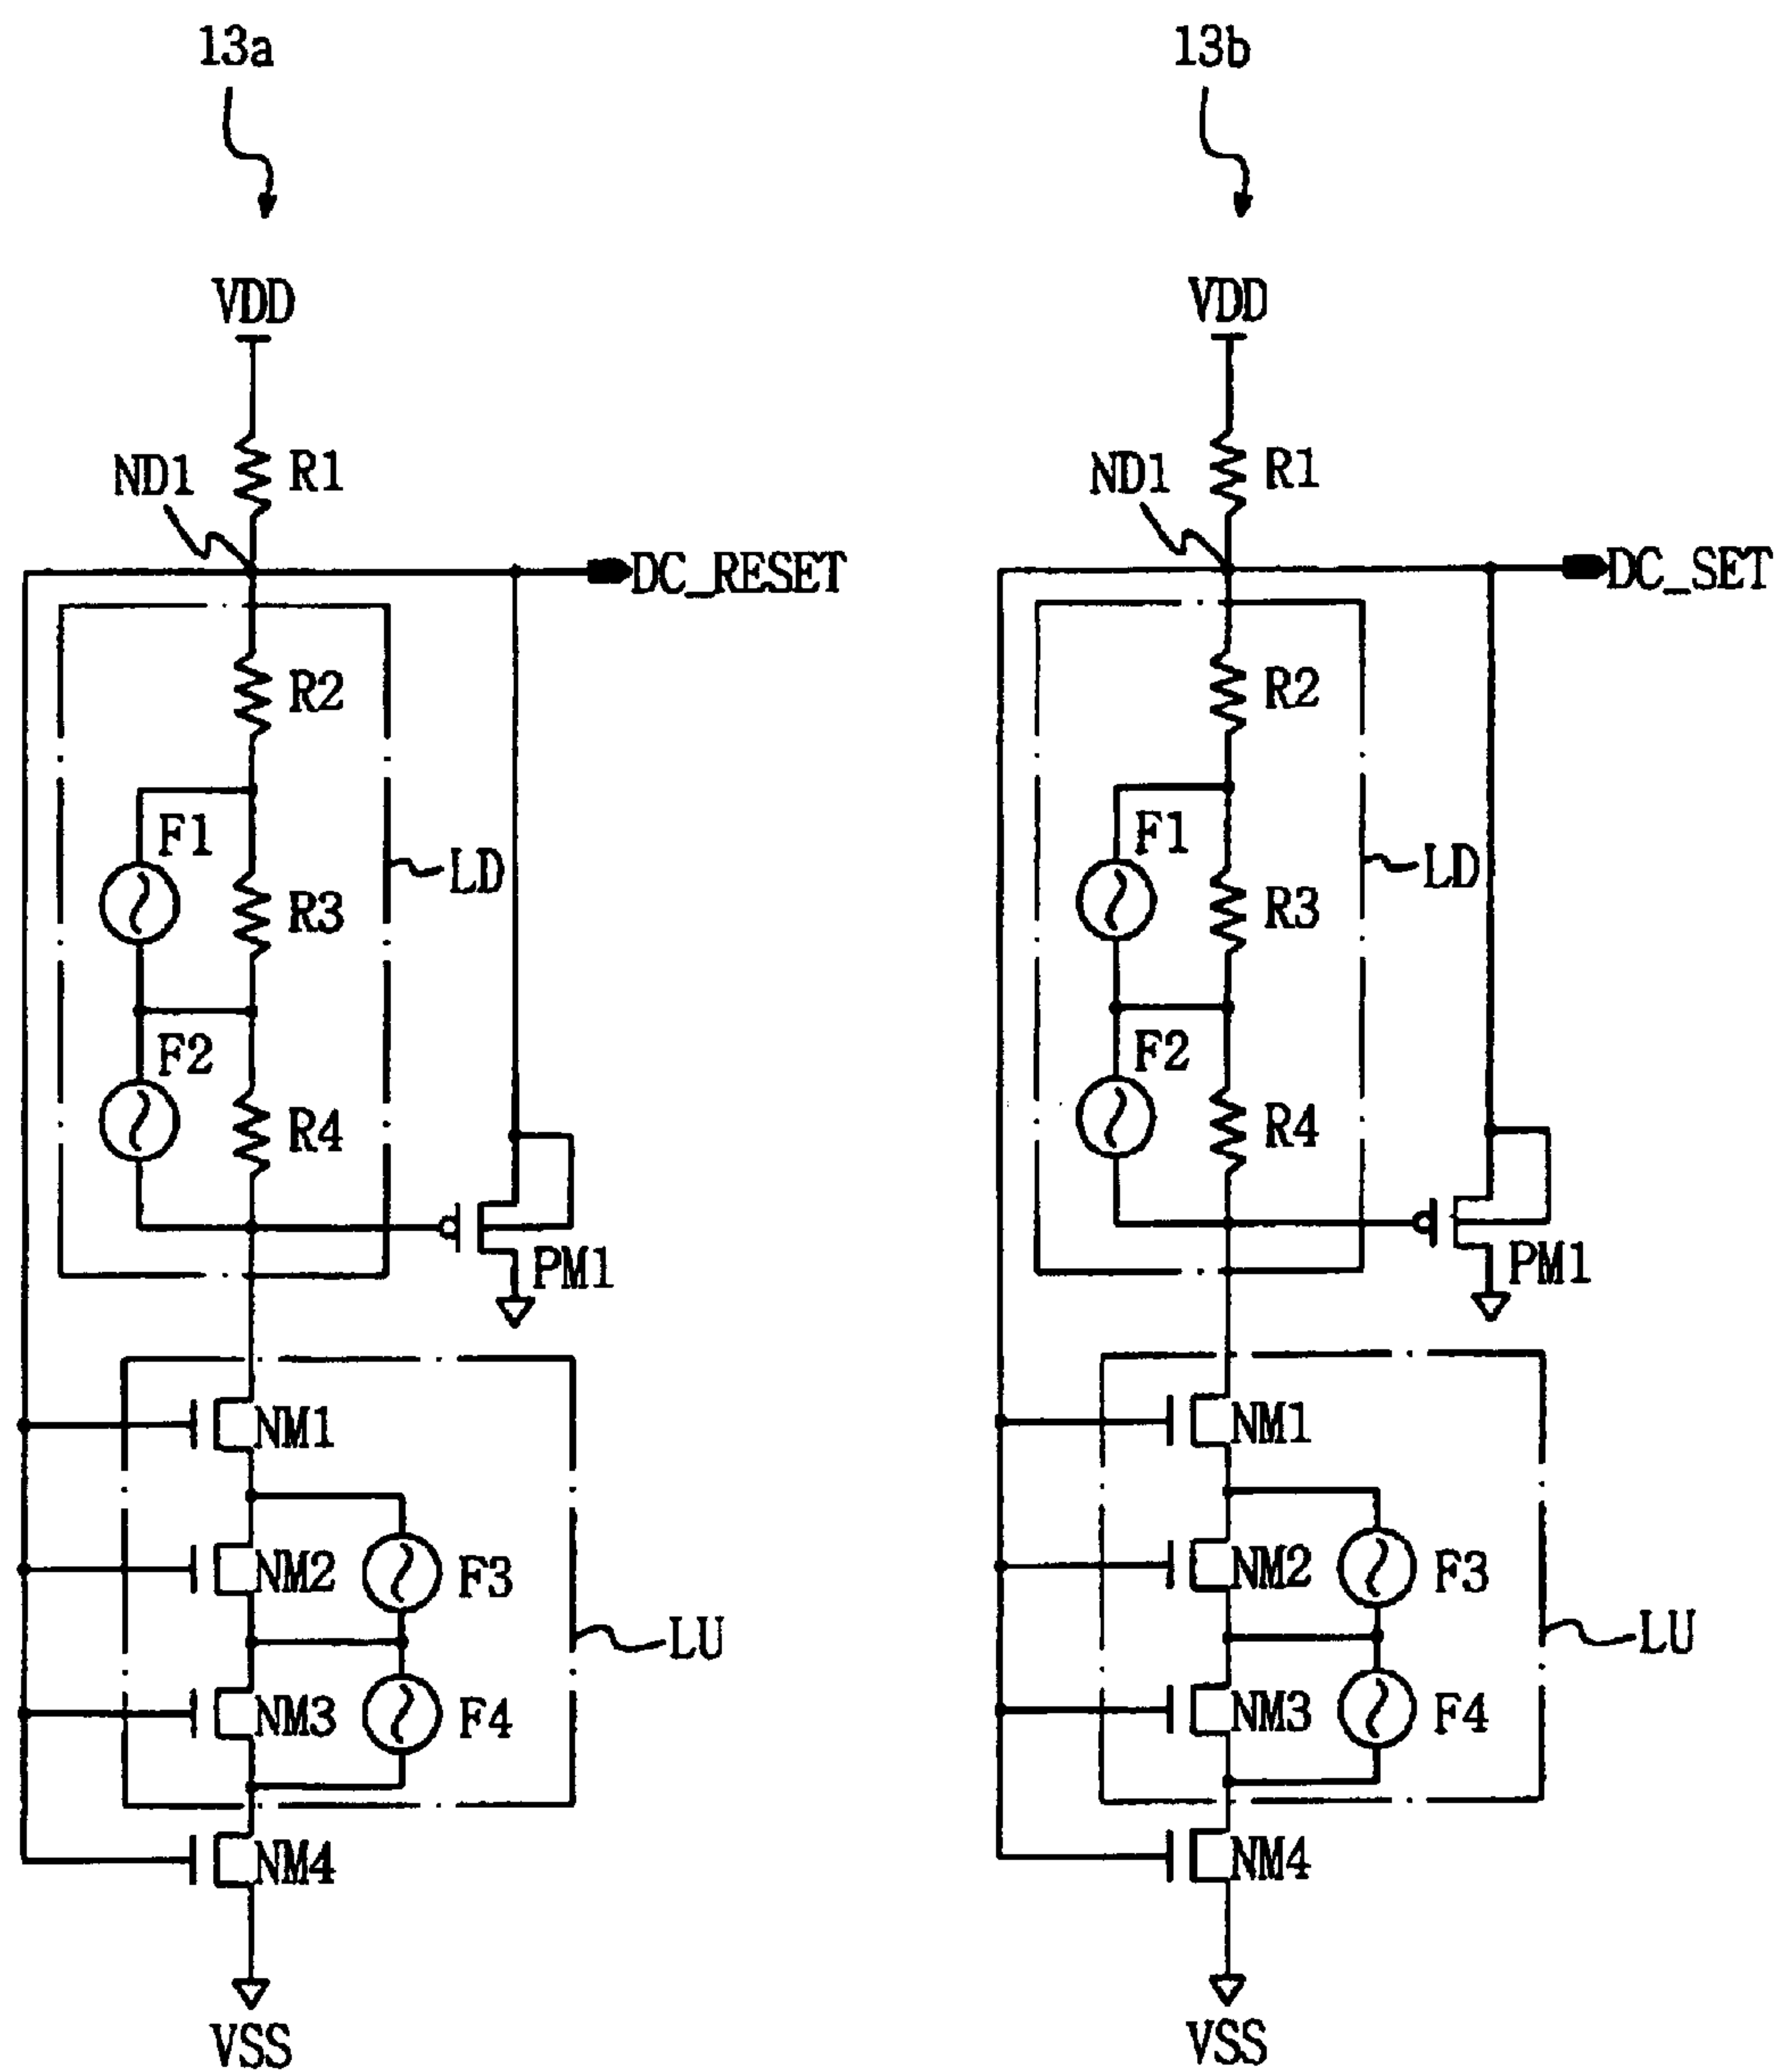 13a
VDD
R1
ND1
DC_RESET
R2
F1
LD
R3
F2
R4
PM1
NM1
NM2
F3
LU
NM3
F4
NM4
VSS
13b
VDD
R1
ND1
DC_SET
R2
F1
LD
R3
F2
R4
PM1
NM1
NM2
F3
LU
NM3
F4
NM4
VSS